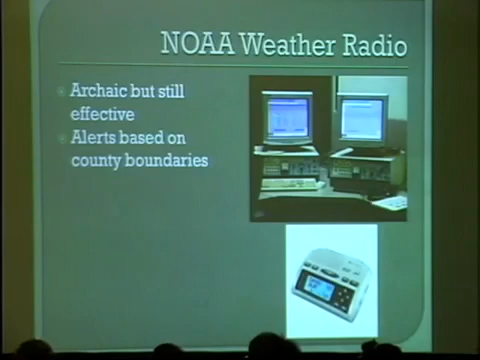 NOAA Weather Radio
Archaic but still
effective
Alerts based on
county boundaries